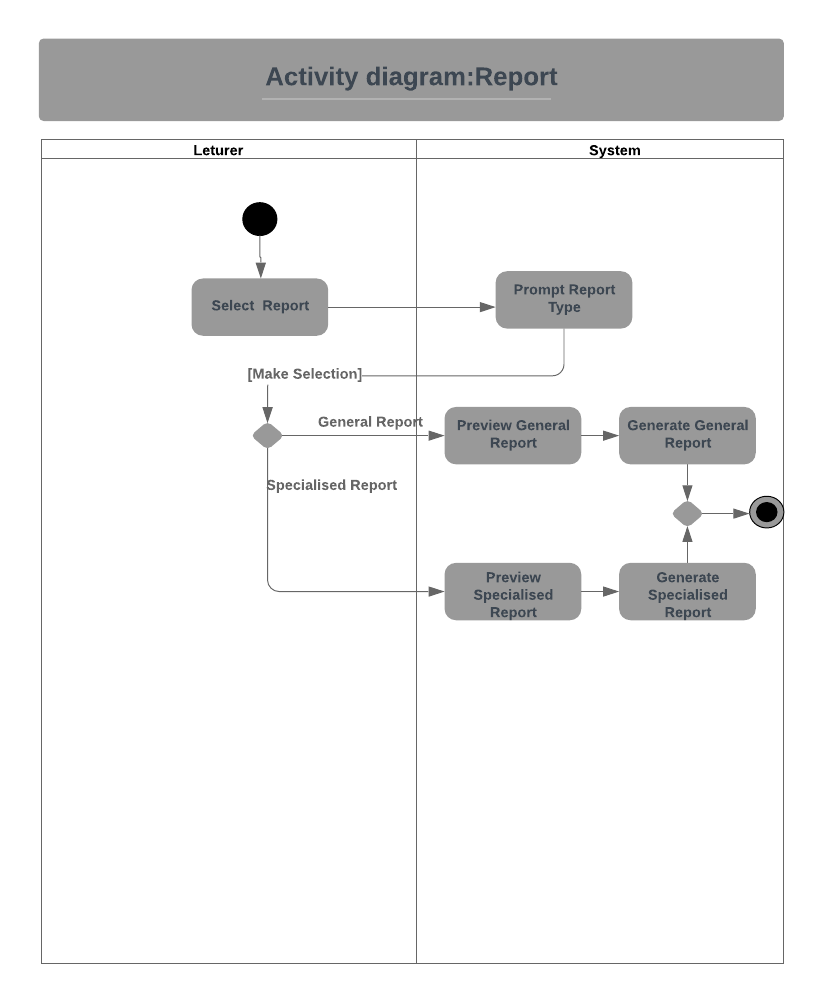 Activity diagram:Report
Leturer
System
Select Report
Prompt Report
Type
[Make Selection]
General Report
Preview General
Report
Generate General
Report
Specialised Report
Preview
Specialised
Report
Generate
Specialised
Report